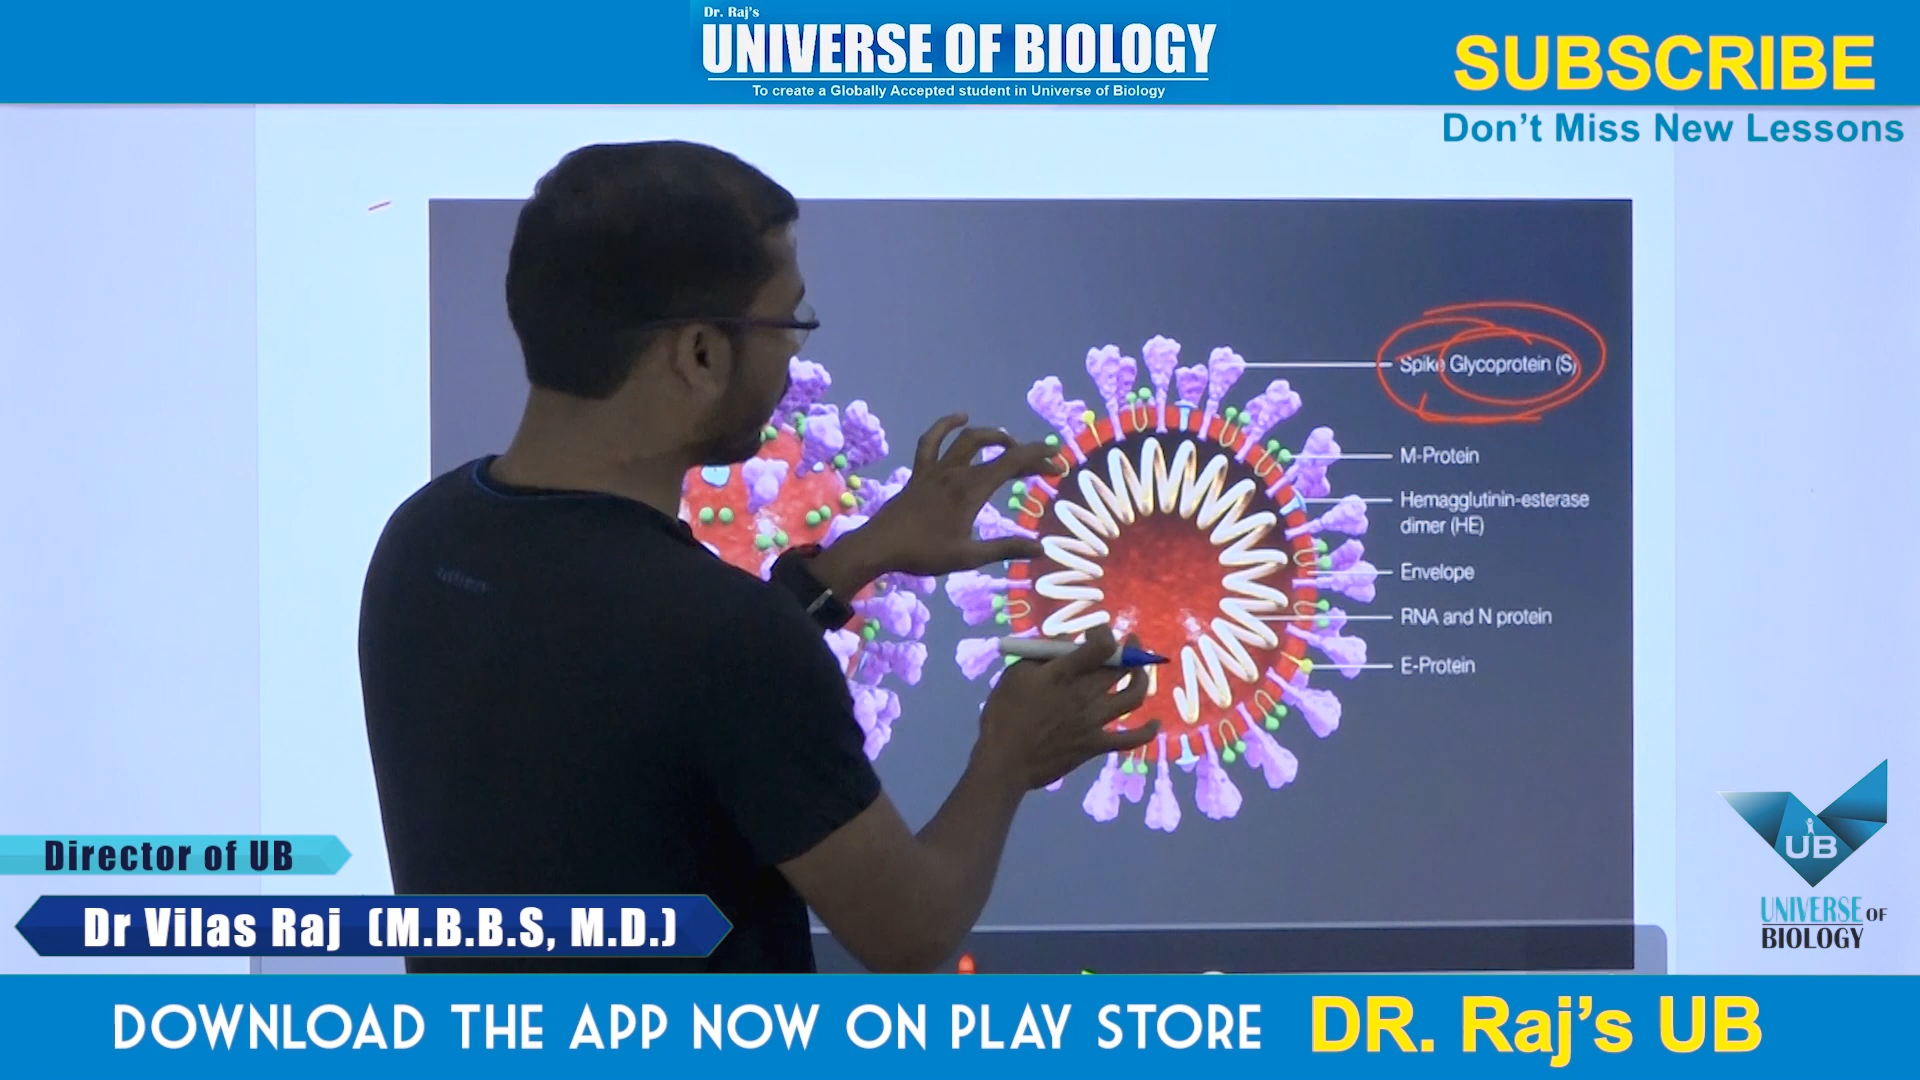 Dr. Raj's
UNIVERSE OF BIOLOGY
To create a Globally Accepted student in Universe of Biology
SUBSCRIBE
Don't Miss New Lessons
Spike Glycoprotein (S)
M-Protein
Hemagglutinin-esterase
dimer (HE)
Envelope
RNA and N protein
E-Protein
UB
UNIVERSE OF
BIOLOGY
Director of UB
Dr Vilas Raj (M.B.B.S, M.D.)
DOWNLOAD THE APP NOW ON PLAY STORE DR. Raj's UB